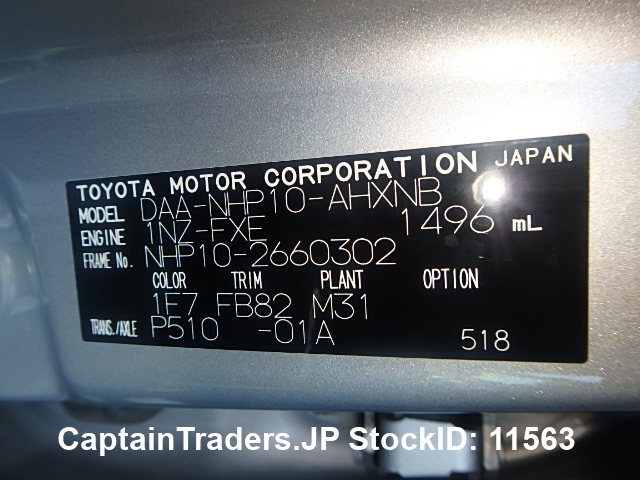 TOYOTA MOTOR CORPORATION JAPAN
MODEL DAA-NHP10-AHXNB
ENGINE 1NZ-FXE 1496 mL
FRAME No. NHP10-2660302
COLOR TRIM PLANT OPTION
1F7 FB82 M31
TRANS./AXLE P510 -01A 518
CaptainTraders.JP StockID: 11563